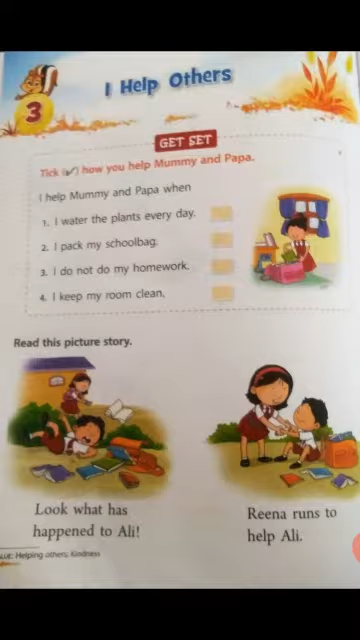 I Help Others
3
GET SET
Tick (✓) how you help Mummy and Papa.
I help Mummy and Papa when
1. I water the plants every day.
2. I pack my schoolbag.
3. I do not do my homework.
4. I keep my room clean.
Read this picture story.
Look what has
happened to Ali!
Reena runs to
help Ali.
Helping others; Kindness